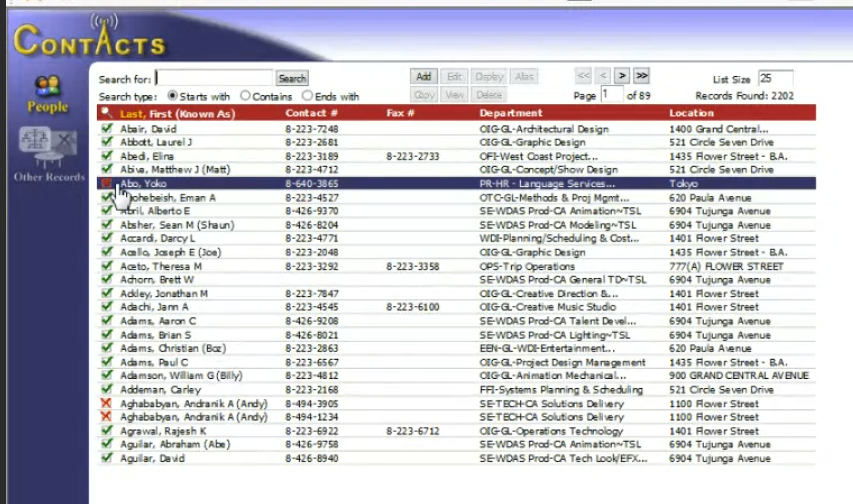 CONTACTS
Search for: Search Add Edit Display Alias << < > >> List Size 25
Search type: Starts with Contains Ends with Copy View Delete Page 1 of 89 Records Found: 2202
People
Other Records
Last, First (Known As) Contact # Fax # Department Location
Abair, David 8-223-7248 OIG-GL-Architectural Design 1400 Grand Central...
Abbott, Laurel J 8-223-2681 OIG-GL-Graphic Design 521 Circle Seven Drive
Abedi, Elina 8-223-3189 8-223-2733 OFI-West Coast Project... 1435 Flower Street - B.A.
Abiva, Matthew J (Matt) 8-223-4712 OIG-GL-Concept/Show Design 521 Circle Seven Drive
Abo, Yoko 8-640-3865 PR-HR - Language Services... Tokyo
Eman A 8-223-4527 OTC-GL-Methods & Proj Mgmt... 620 Paula Avenue
Abril, Alberto E 8-426-9370 SE-WDAS Prod-CA Animation~TSL 6904 Tujunga Avenue
Absher, Sean M (Shaun) 8-426-8204 SE-WDAS Prod-CA Modeling~TSL 6904 Tujunga Avenue
Accardi, Darcy L 8-223-4771 WDI-Planning/Scheduling & Cost... 1401 Flower Street
Acello, Joseph E (Joe) 8-223-2048 OIG-GL-Graphic Design 1435 Flower Street - B.A.
Aceto, Theresa M 8-223-3292 8-223-3358 OPS-Trip Operations 777(A) FLOWER STREET
Achorn, Brett W SE-WDAS Prod-CA General TD~TSL 6904 Tujunga Avenue
Ackley, Jonathan M 8-223-7847 OIG-GL-Creative Direction &... 1401 Flower Street
Adachi, Jann A 8-223-4545 8-223-6100 OIG-GL-Creative Music Studio 1401 Flower Street
Adams, Aaron C 8-426-9208 SE-WDAS Prod-CA Talent Devel... 6904 Tujunga Avenue
Adams, Brian S 8-426-8021 SE-WDAS Prod-CA Lighting~TSL 6904 Tujunga Avenue
Adams, Christian (Boz) 8-223-2863 EEN-GL-WDI-Entertainment... 620 Paula Avenue
Adams, Paul C 8-223-6567 OIG-GL-Project Design Management 1435 Flower Street - B.A.
Adamson, William G (Billy) 8-223-4812 OIG-GL-Animation Mechanical... 900 GRAND CENTRAL AVENUE
Addeman, Carley 8-223-2168 FFI-Systems Planning & Scheduling 521 Circle Seven Drive
Aghababyan, Andranik A (Andy) 8-494-3905 SE-TECH-CA Solutions Delivery 1100 Flower Street
Aghababyan, Andranik A (Andy) 8-494-1234 SE-TECH-CA Solutions Delivery 1100 Flower Street
Agrawal, Rajesh K 8-223-6922 8-223-6712 OIG-GL-Operations Technology 1401 Flower Street
Aguilar, Abraham (Abe) 8-426-9758 SE-WDAS Prod-CA Animation~TSL 6904 Tujunga Avenue
Aguilar, David 8-426-8940 SE-WDAS Prod-CA Tech Look/EFX... 6904 Tujunga Avenue